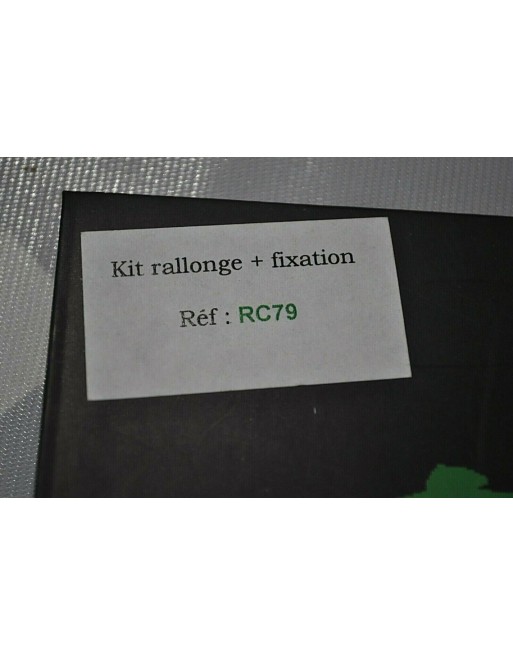 Kit rallonge + fixation
Réf : RC79